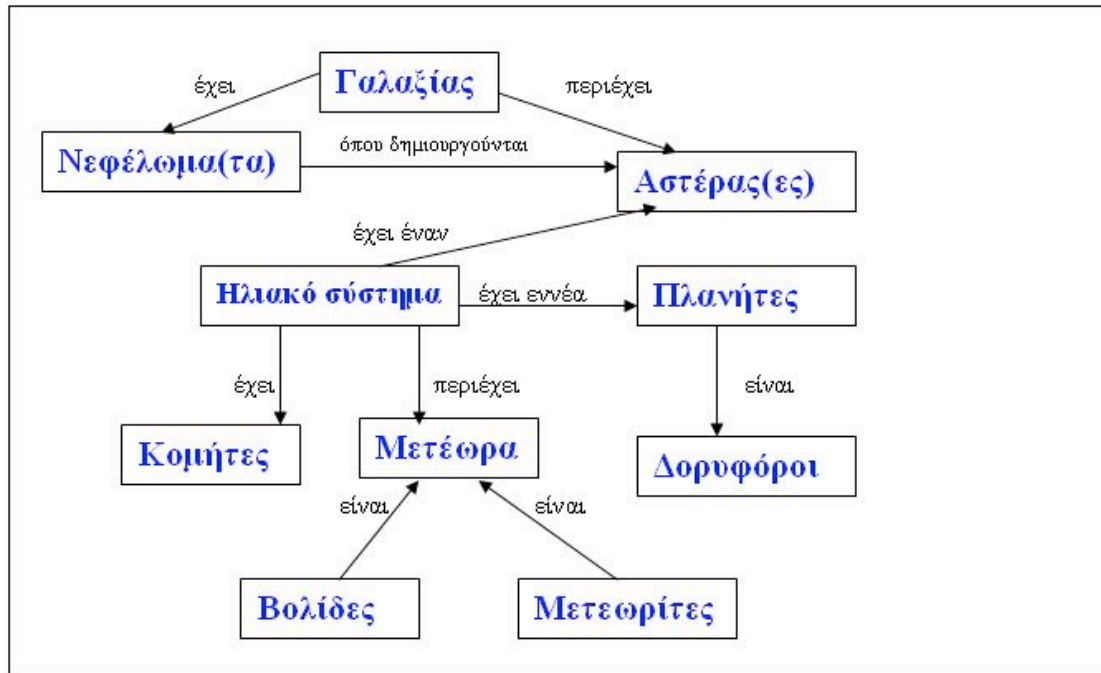 έχει
Γαλαξίας
περιέχει
Νεφέλωμα(τα)
όπου δημιουργούνται
Αστέρας(ες)
έχει έναν
Ηλιακό σύστημα
έχει εννέα
Πλανήτες
έχει
περιέχει
είναι
Κομήτες
Μετέωρα
Δορυφόροι
είναι
είναι
Βολίδες
Μετεωρίτες